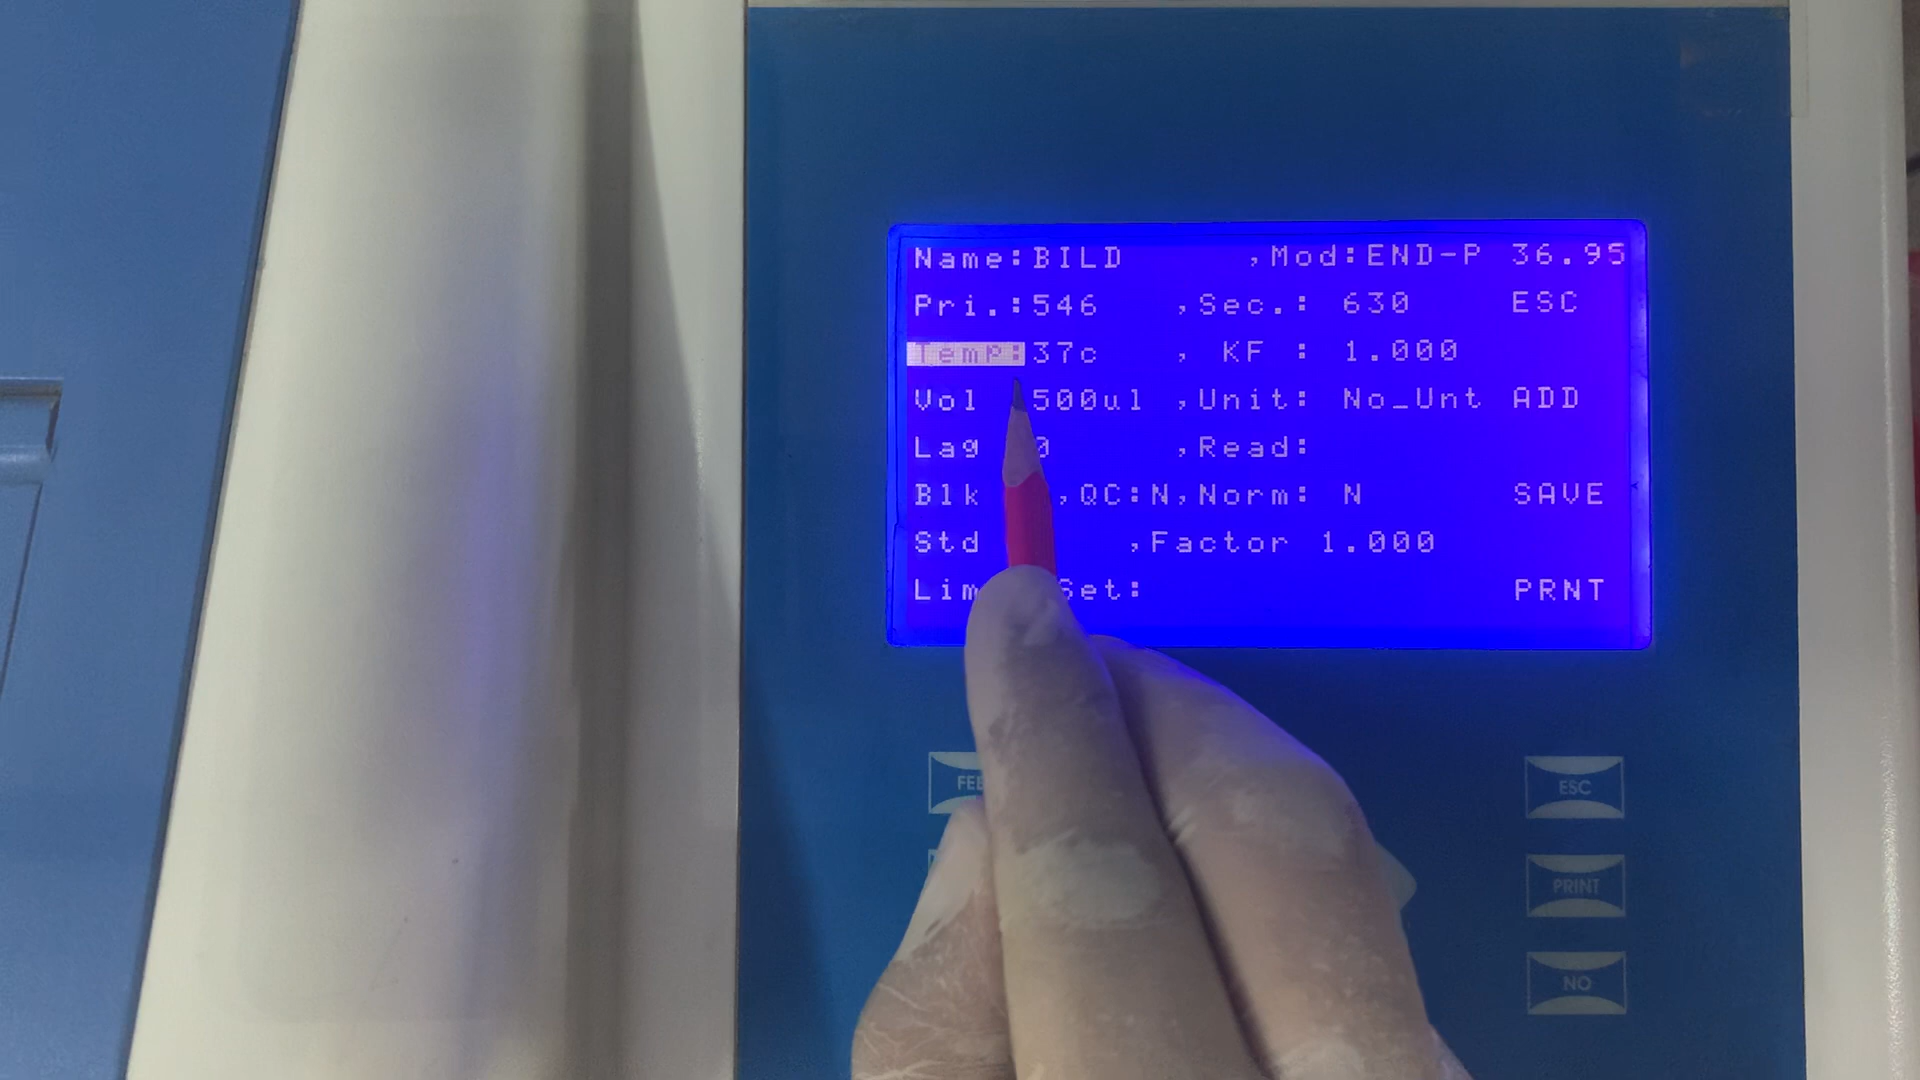 Name:BILD ,Mod:END-P 36.95
Pri.:546 ,Sec.: 630 ESC
Temp:37c , KF : 1.000
Vol 500ul ,Unit: No_Unt ADD
Lag 0 ,Read:
Blk ,QC:N,Norm: N SAVE
Std ,Factor 1.000
Set: PRNT
ESC
PRINT
NO